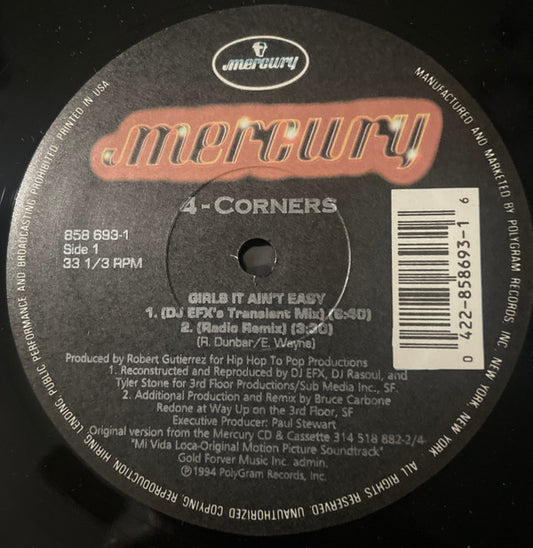 mercury
mercury
4-CORNERS
858 693-1
Side 1
33 1/3 RPM
GIRLS IT AIN'T EASY
1. (DJ EFX's Transient Mix) (6:40)
2. (Radio Remix) (3:30)
(R. Dunbar/E. Wayne)
Produced by Robert Gutierrez for Hip Hop To Pop Productions
1. Reconstructed and Reproduced by DJ EFX, DJ Rasoul, and
Tyler Stone for 3rd Floor Productions/Sub Media Inc., SF.
2. Additional Production and Remix by Bruce Carbone
Redone at Way Up on the 3rd Floor, SF
Executive Producer: Paul Stewart
Original version from the Mercury CD & Cassette 314 518 882-2/4
"Mi Vida Loca-Original Motion Picture Soundtrack"
Gold Forver Music Inc. admin.
℗©1994 PolyGram Records, Inc.
0 422-858693-1 6
MANUFACTURED AND MARKETED BY POLYGRAM RECORDS, INC. NEW YORK, NEW YORK. ALL RIGHTS RESERVED. UNAUTHORIZED COPYING, REPRODUCTION, HIRING, LENDING, PUBLIC PERFORMANCE AND BROADCASTING PROHIBITED. PRINTED IN USA